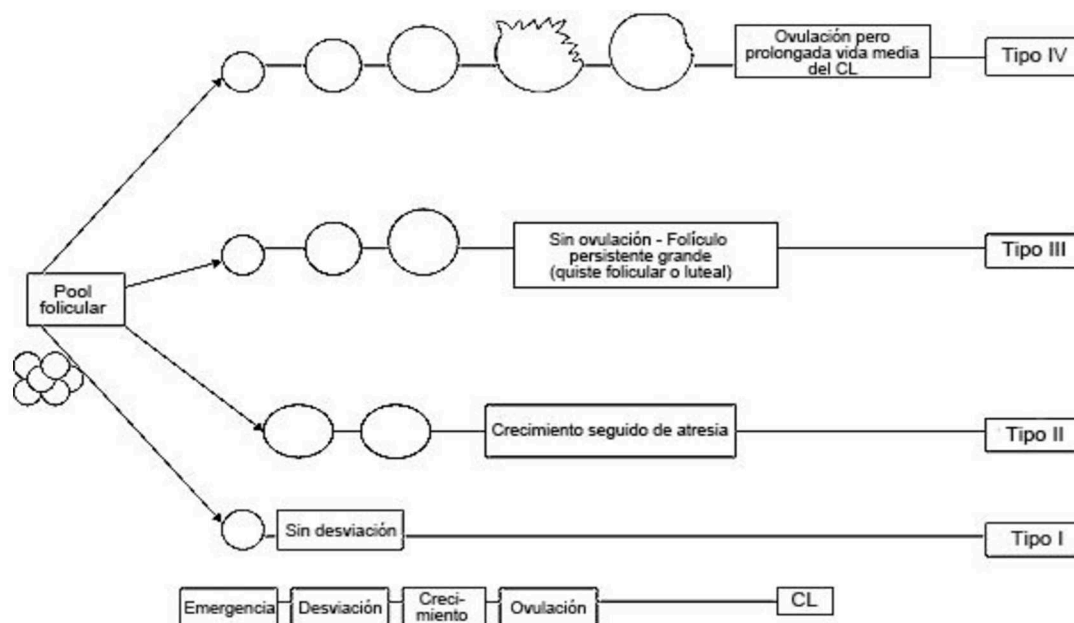 Ovulación pero
prolongada vida media
del CL
Tipo IV
Sin ovulación - Folículo
persistente grande
(quiste folicular o luteal)
Tipo III
Pool
folicular
Crecimiento seguido de atresia
Tipo II
Sin desviación
Tipo I
Emergencia
Desviación
Creci-
miento
Ovulación
CL